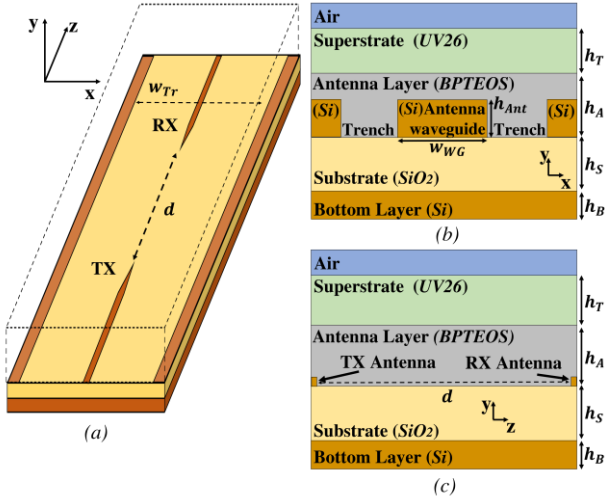 y
z
x
w_Tr
RX
d
TX
(a)
Air
Superstrate (UV26)
h_T
Antenna Layer (BPTEOS)
h_A
(Si)
(Si)Antenna
h_Ant
(Si)
Trench
waveguide
Trench
w_WG
y
x
Substrate (SiO₂)
h_S
Bottom Layer (Si)
h_B
(b)
Air
Superstrate (UV26)
h_T
Antenna Layer (BPTEOS)
TX Antenna
RX Antenna
h_A
d
y
z
Substrate (SiO₂)
h_S
Bottom Layer (Si)
h_B
(c)